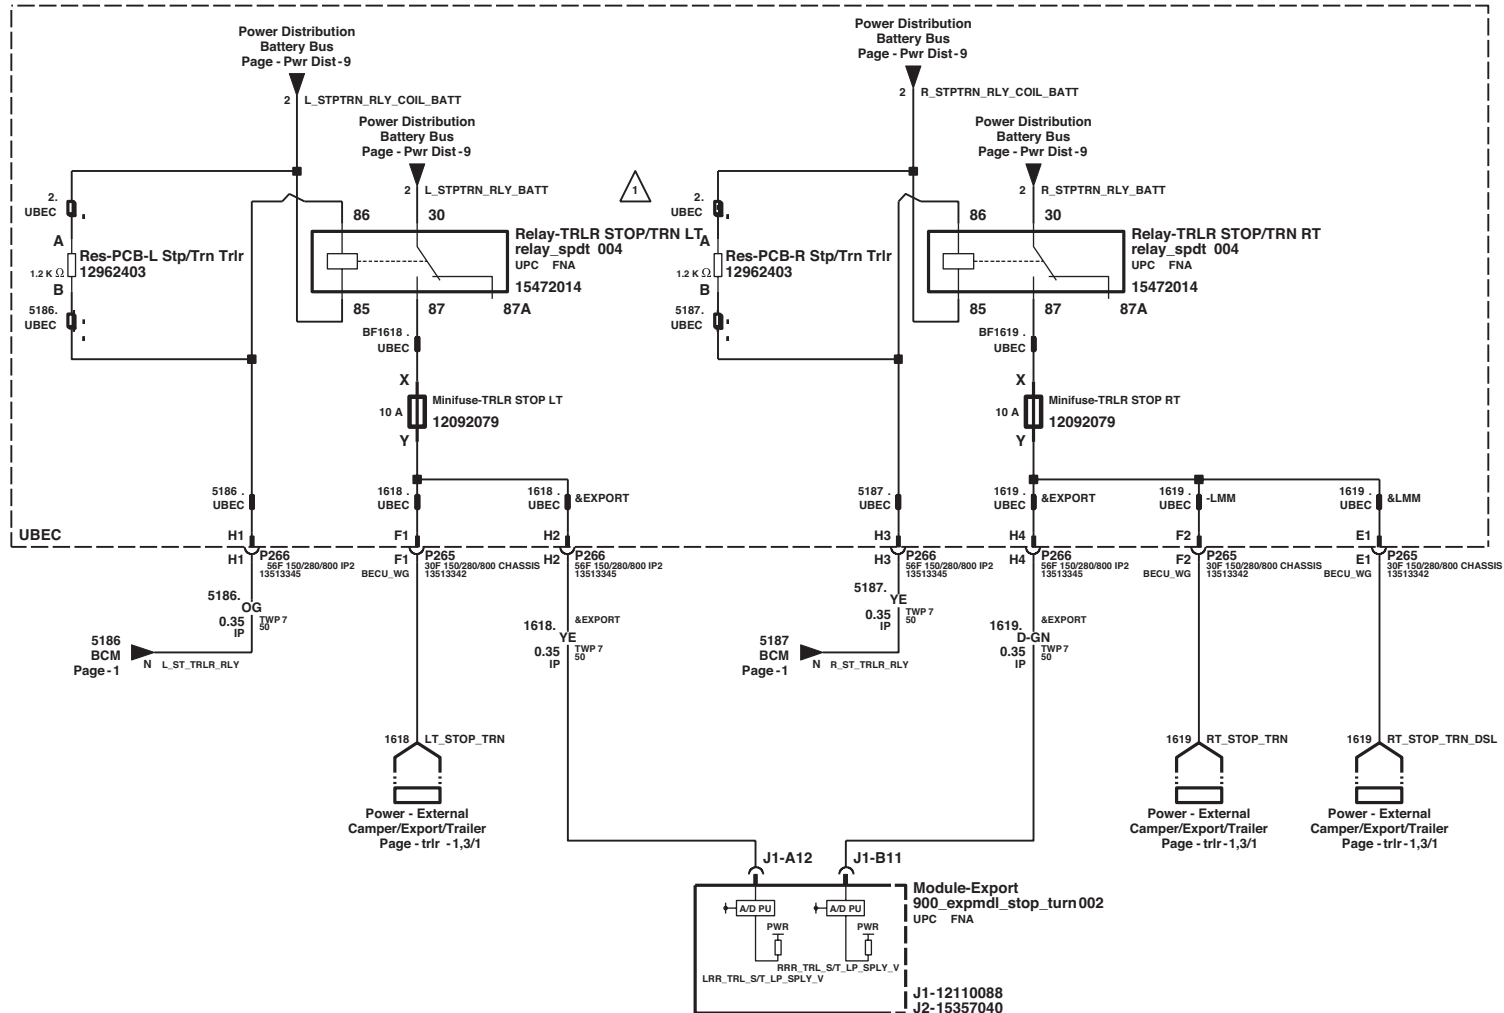 Power Distribution
Battery Bus
Page - Pwr Dist-9
2 L_STPTRN_RLY_COIL_BATT
Power Distribution
Battery Bus
Page - Pwr Dist-9
2 L_STPTRN_RLY_BATT
2.
UBEC
A
1.2 K Ω
B
Res-PCB-L Stp/Trn Trlr
12962403
5186.
UBEC
86
30
Relay-TRLR STOP/TRN LT
relay_spdt 004
UPC FNA
15472014
85
87
87A
BF1618 .
UBEC
X
10 A
Y
Minifuse-TRLR STOP LT
12092079
1
Power Distribution
Battery Bus
Page - Pwr Dist-9
2 R_STPTRN_RLY_COIL_BATT
Power Distribution
Battery Bus
Page - Pwr Dist-9
2 R_STPTRN_RLY_BATT
2.
UBEC
A
1.2 K Ω
B
Res-PCB-R Stp/Trn Trlr
12962403
5187.
UBEC
86
30
Relay-TRLR STOP/TRN RT
relay_spdt 004
UPC FNA
15472014
85
87
87A
BF1619 .
UBEC
X
10 A
Y
Minifuse-TRLR STOP RT
12092079
5186 .
UBEC
1618 .
UBEC
1618 .
UBEC
&EXPORT
5187 .
UBEC
1619 .
UBEC
&EXPORT
1619 .
UBEC
-LMM
1619 .
UBEC
&LMM
UBEC
H1
F1
H2
H3
H4
F2
E1
H1
P266
56F 150/280/800 IP2
13513345
F1
P265
30F 150/280/800 CHASSIS
13513342
BECU_WG
H2
P266
56F 150/280/800 IP2
13513345
H3
P266
56F 150/280/800 IP2
13513345
H4
P266
56F 150/280/800 IP2
13513345
F2
P265
30F 150/280/800 CHASSIS
13513342
BECU_WG
E1
P265
30F 150/280/800 CHASSIS
13513342
BECU_WG
5186.
OG
0.35
IP
TWP 7
50
5186
BCM
Page-1
N L_ST_TRLR_RLY
1618.
YE
0.35
IP
&EXPORT
TWP 7
50
5187.
YE
0.35
IP
TWP 7
50
5187
BCM
Page-1
N R_ST_TRLR_RLY
1619.
D-GN
0.35
IP
&EXPORT
TWP 7
50
1618 LT_STOP_TRN
Power - External
Camper/Export/Trailer
Page - trlr - 1,3/1
1619 RT_STOP_TRN
Power - External
Camper/Export/Trailer
Page - trlr-1,3/1
1619 RT_STOP_TRN_DSL
Power - External
Camper/Export/Trailer
Page - trlr-1,3/1
J1-A12
J1-B11
A/D PU
A/D PU
PWR
PWR
RRR_TRL_S/T_LP_SPLY_V
LRR_TRL_S/T_LP_SPLY_V
Module-Export
900_expmdl_stop_turn 002
UPC FNA
J1-12110088
J2-15357040